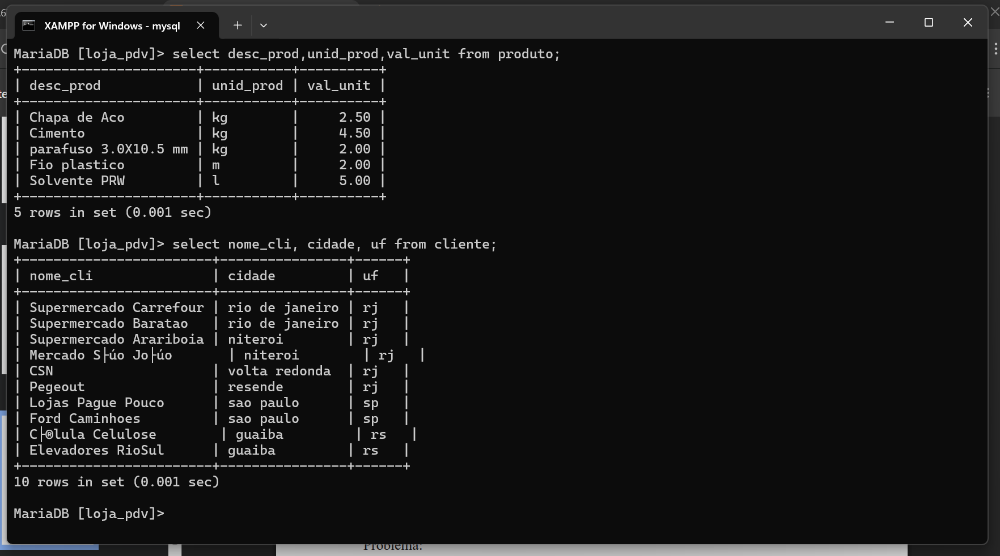 XAMPP for Windows - mysql
MariaDB [loja_pdv]> select desc_prod,unid_prod,val_unit from produto;
+----------------------+-----------+----------+
| desc_prod            | unid_prod | val_unit |
+----------------------+-----------+----------+
| Chapa de Aco         | kg        |     2.50 |
| Cimento              | kg        |     4.50 |
| parafuso 3.0X10.5 mm | kg        |     2.00 |
| Fio plastico         | m         |     2.00 |
| Solvente PRW         | l         |     5.00 |
+----------------------+-----------+----------+
5 rows in set (0.001 sec)
MariaDB [loja_pdv]> select nome_cli, cidade, uf from cliente;
+------------------------+----------------+------+
| nome_cli               | cidade         | uf   |
+------------------------+----------------+------+
| Supermercado Carrefour | rio de janeiro | rj   |
| Supermercado Baratao   | rio de janeiro | rj   |
| Supermercado Arariboia | niteroi        | rj   |
| Mercado S├úo Jo├úo       | niteroi        | rj   |
| CSN                    | volta redonda  | rj   |
| Pegeout                | resende        | rj   |
| Lojas Pague Pouco      | sao paulo      | sp   |
| Ford Caminhoes         | sao paulo      | sp   |
| C├®lula Celulose        | guaiba         | rs   |
| Elevadores RioSul      | guaiba         | rs   |
+------------------------+----------------+------+
10 rows in set (0.001 sec)
MariaDB [loja_pdv]>
Problema: